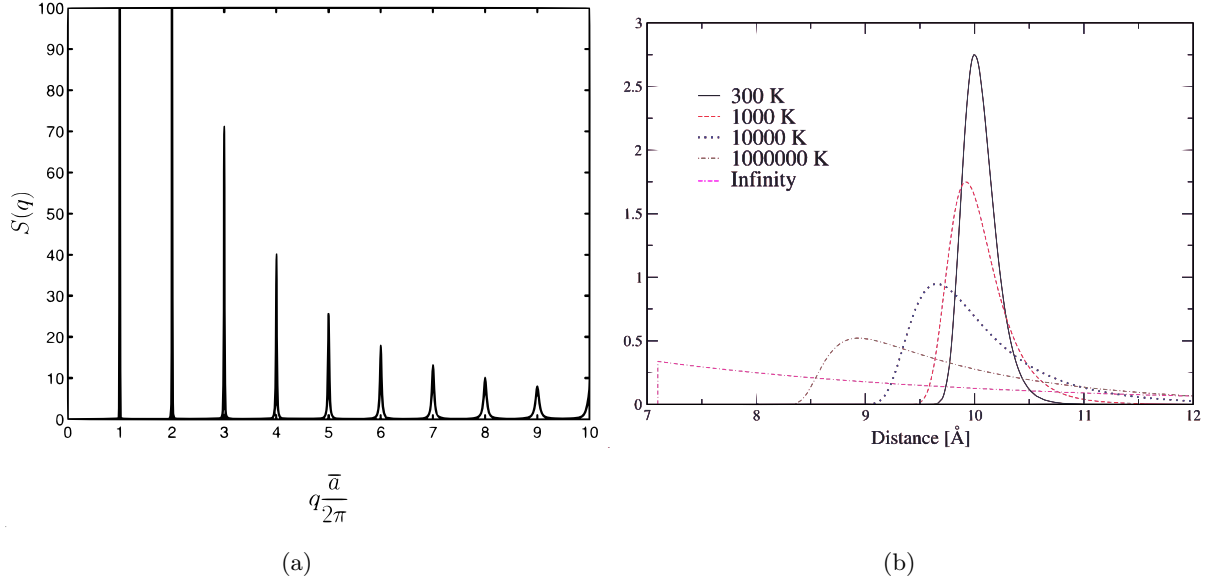 100
90
80
70
60
50
40
30
20
10
0
S(q)
0 1 2 3 4 5 6 7 8 9 10
q a̅/2π
(a)
3
2.5
2
1.5
1
0.5
0
300 K
1000 K
10000 K
1000000 K
Infinity
7 8 9 10 11 12
Distance [Å]
(b)